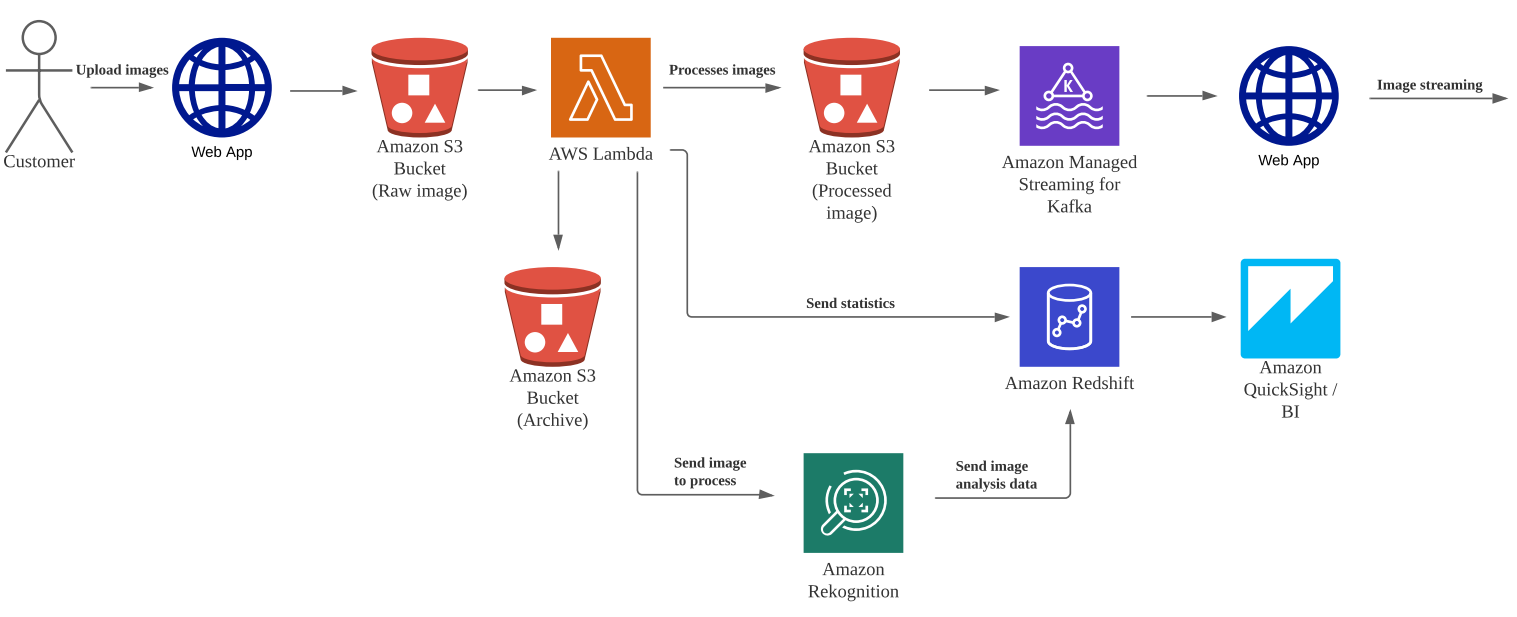 Upload images
Customer
Web App
Amazon S3
Bucket
(Raw image)
AWS Lambda
Processes images
Amazon S3
Bucket
(Processed
image)
K
Amazon Managed
Streaming for
Kafka
Web App
Image streaming
Amazon S3
Bucket
(Archive)
Send statistics
Amazon Redshift
Amazon
QuickSight /
BI
Send image
to process
Amazon
Rekognition
Send image
analysis data